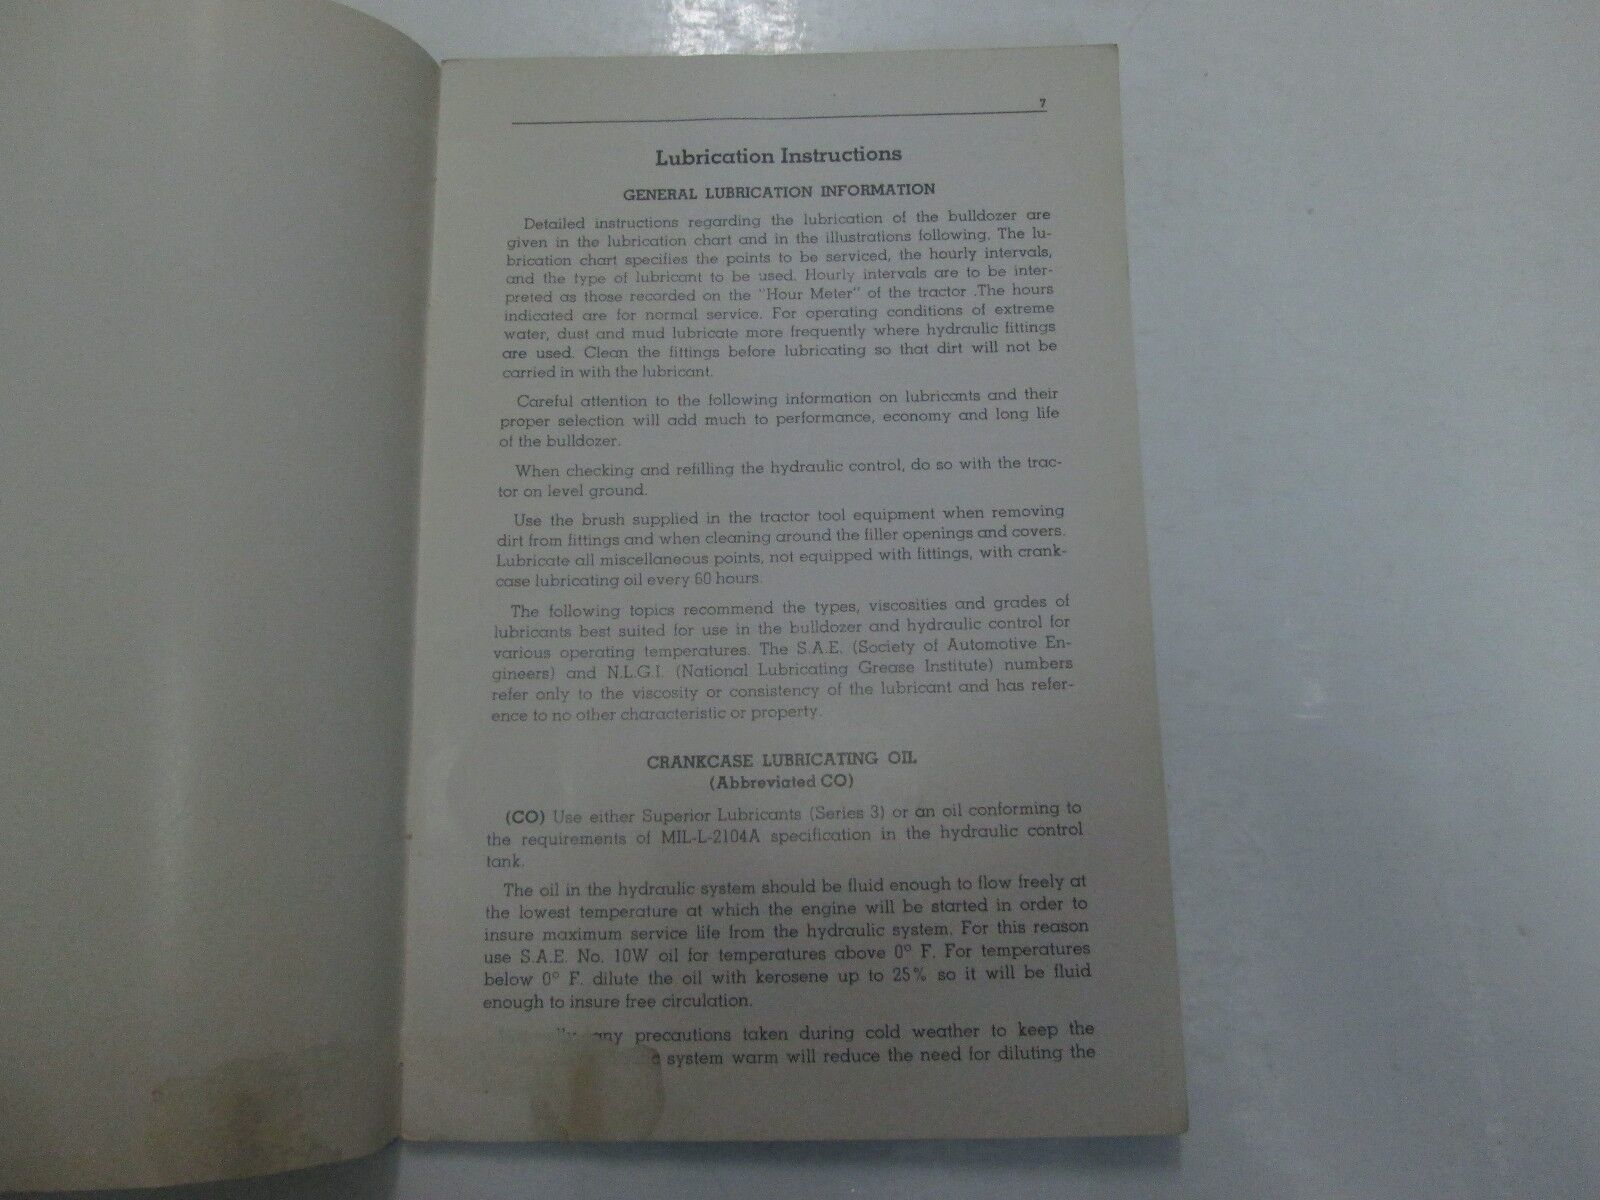 7
Lubrication Instructions
GENERAL LUBRICATION INFORMATION
Detailed instructions regarding the lubrication of the bulldozer are
given in the lubrication chart and in the illustrations following. The lu-
brication chart specifies the points to be serviced, the hourly intervals,
and the type of lubricant to be used. Hourly intervals are to be inter-
preted as those recorded on the "Hour Meter" of the tractor .The hours
indicated are for normal service. For operating conditions of extreme
water, dust and mud lubricate more frequently where hydraulic fittings
are used. Clean the fittings before lubricating so that dirt will not be
carried in with the lubricant.
Careful attention to the following information on lubricants and their
proper selection will add much to performance, economy and long life
of the bulldozer.
When checking and refilling the hydraulic control, do so with the trac-
tor on level ground.
Use the brush supplied in the tractor tool equipment when removing
dirt from fittings and when cleaning around the filler openings and covers.
Lubricate all miscellaneous points, not equipped with fittings, with crank-
case lubricating oil every 60 hours.
The following topics recommend the types, viscosities and grades of
lubricants best suited for use in the bulldozer and hydraulic control for
various operating temperatures. The S.A.E. (Society of Automotive En-
gineers) and N.L.G.I. (National Lubricating Grease Institute) numbers
refer only to the viscosity or consistency of the lubricant and has refer-
ence to no other characteristic or property.
CRANKCASE LUBRICATING OIL
(Abbreviated CO)
(CO) Use either Superior Lubricants (Series 3) or an oil conforming to
the requirements of MIL-L-2104A specification in the hydraulic control
tank.
The oil in the hydraulic system should be fluid enough to flow freely at
the lowest temperature at which the engine will be started in order to
insure maximum service life from the hydraulic system. For this reason
use S.A.E. No. 10W oil for temperatures above 0° F. For temperatures
below 0° F. dilute the oil with kerosene up to 25% so it will be fluid
enough to insure free circulation.
any precautions taken during cold weather to keep the
system warm will reduce the need for diluting the